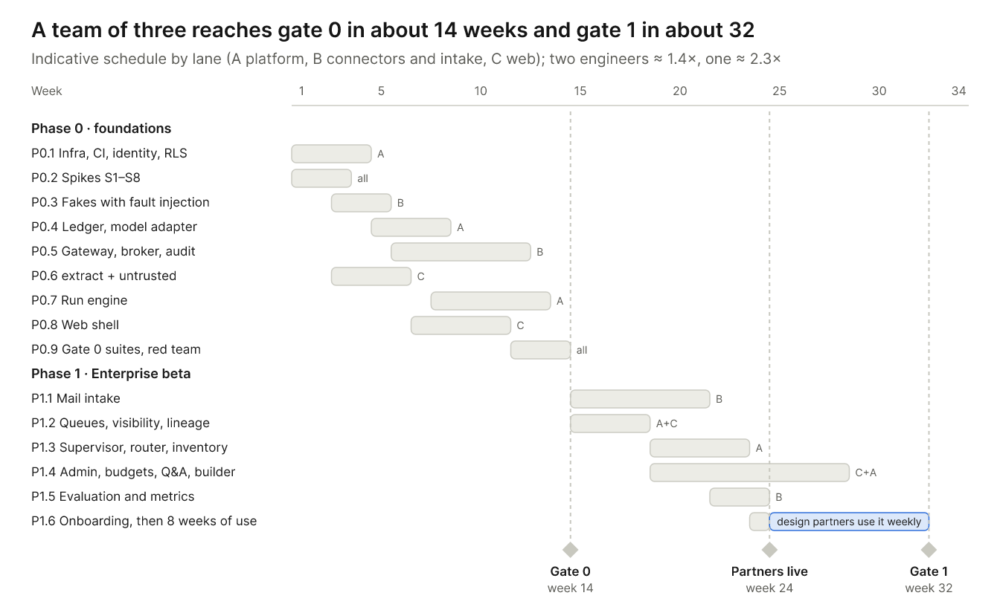 A team of three reaches gate 0 in about 14 weeks and gate 1 in about 32
Indicative schedule by lane (A platform, B connectors and intake, C web); two engineers ≈ 1.4×, one ≈ 2.3×
Week 1 5 10 15 20 25 30 34
Phase 0 · foundations
P0.1 Infra, CI, identity, RLS A
P0.2 Spikes S1–S8 all
P0.3 Fakes with fault injection B
P0.4 Ledger, model adapter A
P0.5 Gateway, broker, audit B
P0.6 extract + untrusted C
P0.7 Run engine A
P0.8 Web shell C
P0.9 Gate 0 suites, red team all
Phase 1 · Enterprise beta
P1.1 Mail intake B
P1.2 Queues, visibility, lineage A+C
P1.3 Supervisor, router, inventory A
P1.4 Admin, budgets, Q&A, builder C+A
P1.5 Evaluation and metrics B
P1.6 Onboarding, then 8 weeks of use design partners use it weekly
Gate 0 Partners live Gate 1
week 14 week 24 week 32